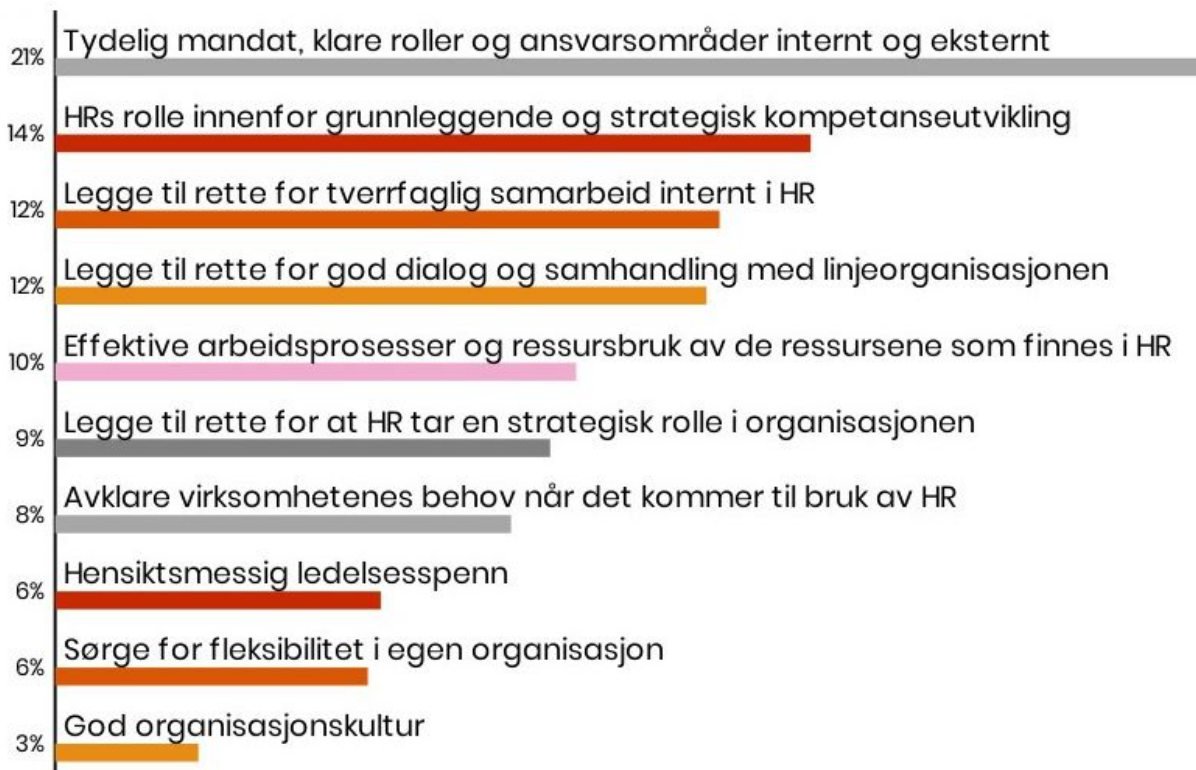 Tydelig mandat, klare roller og ansvarsområder internt og eksternt
21%
HRs rolle innenfor grunnleggende og strategisk kompetanseutvikling
14%
Legge til rette for tverrfaglig samarbeid internt i HR
12%
Legge til rette for god dialog og samhandling med linjeorganisasjonen
12%
Effektive arbeidsprosesser og ressursbruk av de ressursene som finnes i HR
10%
Legge til rette for at HR tar en strategisk rolle i organisasjonen
9%
Avklare virksomhetenes behov når det kommer til bruk av HR
8%
Hensiktsmessig ledelsesspenn
6%
Sørge for fleksibilitet i egen organisasjon
6%
God organisasjonskultur
3%